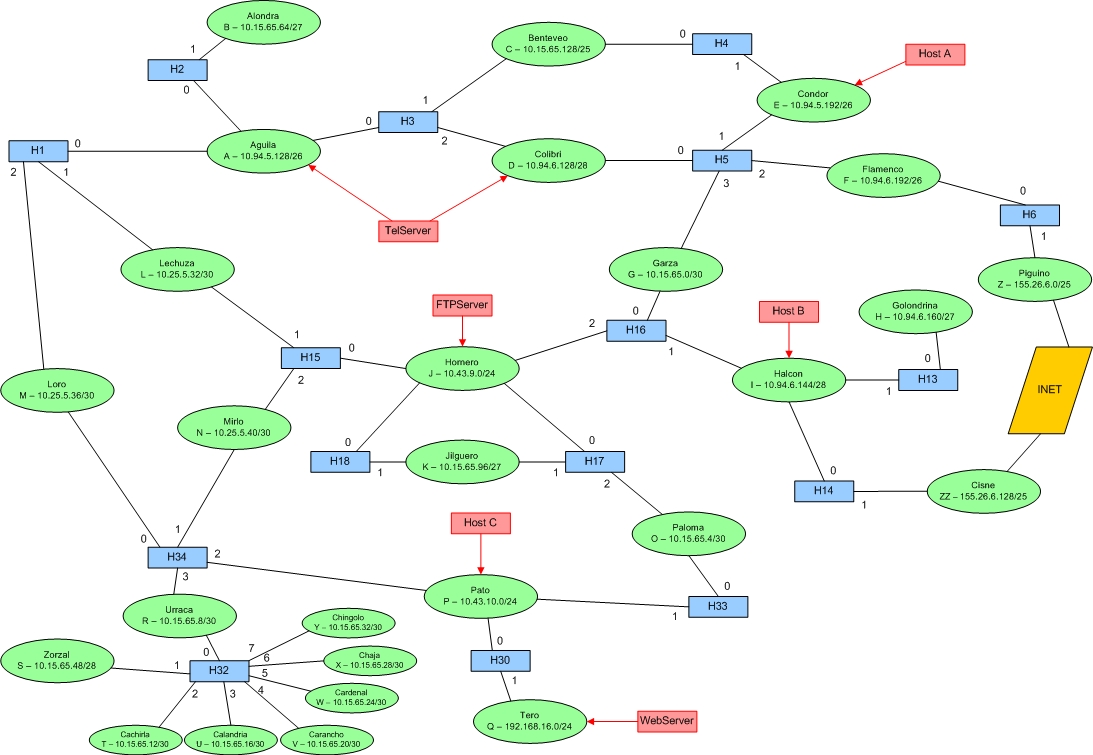 Alondra
B – 10.15.65.64/27
1
H2
0
Benteveo
C – 10.15.65.128/25
0
H4
1
Host A
Condor
E – 10.94.5.192/26
H1
0
2
1
Aguila
A – 10.94.5.128/26
0
H3
1
2
Colibri
D – 10.94.6.128/28
0
H5
1
2
3
Flamenco
F – 10.94.6.192/26
0
H6
1
TelServer
Lechuza
L – 10.25.5.32/30
Garza
G – 10.15.65.0/30
Piguino
Z – 155.26.6.0/25
FTPServer
Host B
Golondrina
H – 10.94.6.160/27
0
2
H16
1
1
H15
0
2
Homero
J – 10.43.9.0/24
Halcon
I – 10.94.6.144/28
0
H13
1
INET
Loro
M – 10.25.5.36/30
Mirlo
N – 10.25.5.40/30
0
H18
1
Jilguero
K – 10.15.65.96/27
0
H17
1
2
0
H14
1
Cisne
ZZ – 155.26.6.128/25
Host C
Paloma
O – 10.15.65.4/30
1
0
H34
2
3
Pato
P – 10.43.10.0/24
0
H33
1
Urraca
R – 10.15.65.8/30
Chingolo
Y – 10.15.65.32/30
0
H30
1
Zorzal
S – 10.15.65.48/28
0
7
1
H32
6
5
2
3
4
Chaja
X – 10.15.65.28/30
Cardenal
W – 10.15.65.24/30
Tero
Q – 192.168.16.0/24
WebServer
Cachirla
T – 10.15.65.12/30
Calandria
U – 10.15.65.16/30
Carancho
V – 10.15.65.20/30